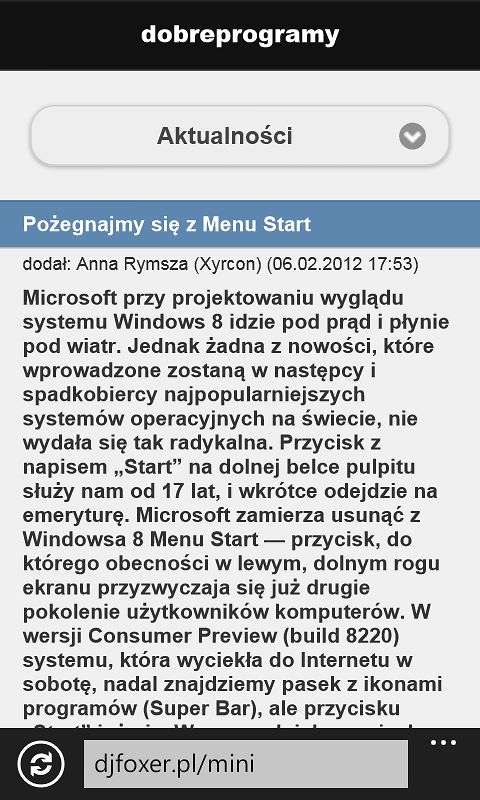 dobreprogramy
Aktualności
Pożegnajmy się z Menu Start
dodał: Anna Rymsza (Xyrcon) (06.02.2012 17:53)
Microsoft przy projektowaniu wyglądu
systemu Windows 8 idzie pod prąd i płynie
pod wiatr. Jednak żadna z nowości, które
wprowadzone zostaną w następcy i
spadkobiercy najpopularniejszych
systemów operacyjnych na świecie, nie
wydała się tak radykalna. Przycisk z
napisem „Start” na dolnej belce pulpitu
służy nam od 17 lat, i wkrótce odejdzie na
emeryturę. Microsoft zamierza usunąć z
Windowsa 8 Menu Start — przycisk, do
którego obecności w lewym, dolnym rogu
ekranu przyzwyczaja się już drugie
pokolenie użytkowników komputerów. W
wersji Consumer Preview (build 8220)
systemu, która wyciekła do Internetu w
sobotę, nadal znajdziemy pasek z ikonami
programów (Super Bar), ale przycisku
djfoxer.pl/mini